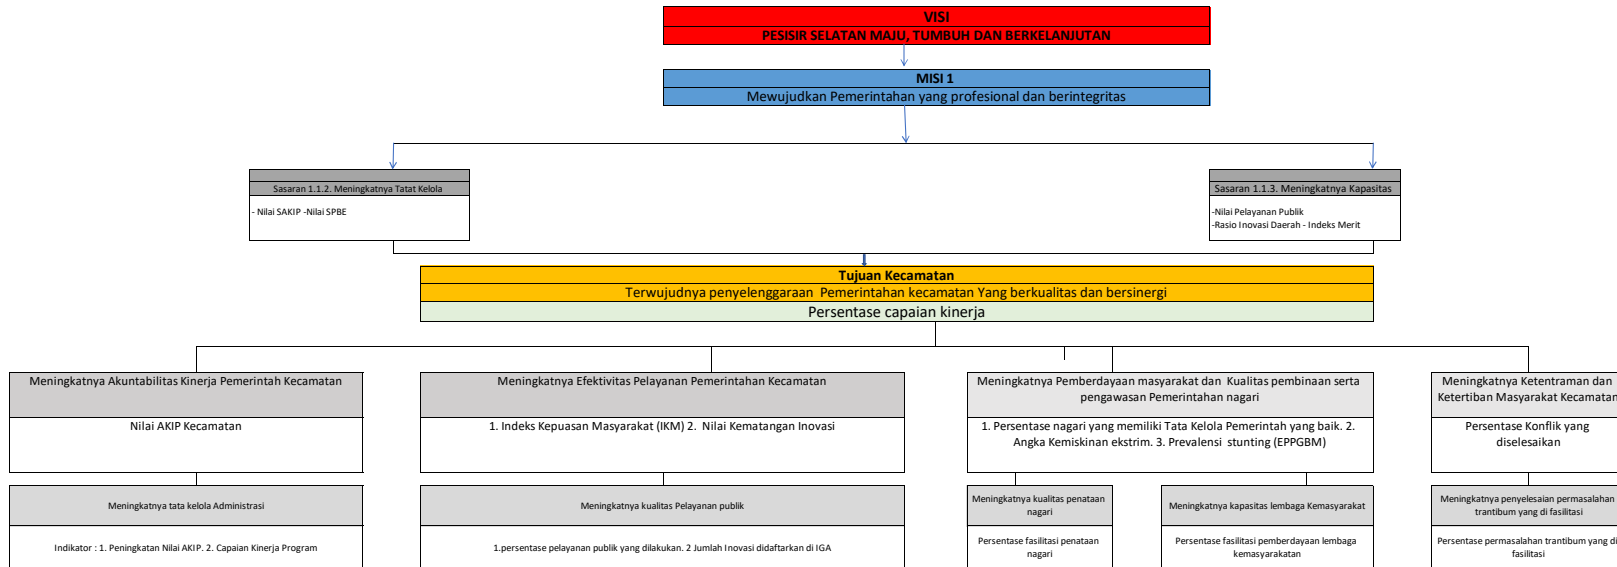 VISI
PESISIR SELATAN MAJU, TUMBUH DAN BERKELANJUTAN
MISI 1
Mewujudkan Pemerintahan yang profesional dan berintegritas
Sasaran 1.1.2. Meningkatnya Tatat Kelola
- Nilai SAKIP -Nilai SPBE
Sasaran 1.1.3. Meningkatnya Kapasitas
-Nilai Pelayanan Publik
-Rasio Inovasi Daerah - Indeks Merit
Tujuan Kecamatan
Terwujudnya penyelenggaraan Pemerintahan kecamatan Yang berkualitas dan bersinergi
Persentase capaian kinerja
Meningkatnya Akuntabilitas Kinerja Pemerintah Kecamatan
Nilai AKIP Kecamatan
Meningkatnya Efektivitas Pelayanan Pemerintahan Kecamatan
1. Indeks Kepuasan Masyarakat (IKM) 2. Nilai Kematangan Inovasi
Meningkatnya Pemberdayaan masyarakat dan Kualitas pembinaan serta
pengawasan Pemerintahan nagari
1. Persentase nagari yang memiliki Tata Kelola Pemerintah yang baik. 2.
Angka Kemiskinan ekstrim. 3. Prevalensi stunting (EPPGBM)
Meningkatnya Ketentraman dan
Ketertiban Masyarakat Kecamatan
Persentase Konflik yang
diselesaikan
Meningkatnya tata kelola Administrasi
Indikator : 1. Peningkatan Nilai AKIP. 2. Capaian Kinerja Program
Meningkatnya kualitas Pelayanan publik
1.persentase pelayanan publik yang dilakukan. 2 Jumlah Inovasi didaftarkan di IGA
Meningkatnya kualitas penataan
nagari
Persentase fasilitasi penataan
nagari
Meningkatnya kapasitas lembaga Kemasyarakat
Persentase fasilitasi pemberdayaan lembaga
kemasyarakatan
Meningkatnya penyelesaian permasalahan
trantibum yang di fasilitasi
Persentase permasalahan trantibum yang di
fasilitasi